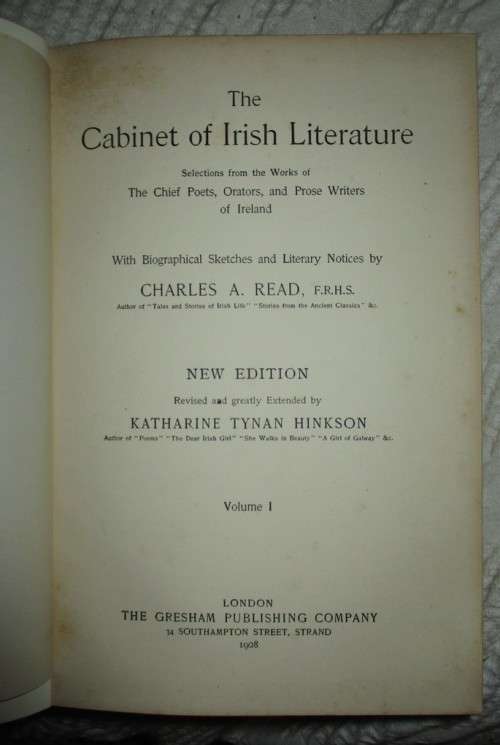 The
Cabinet of Irish Literature
Selections from the Works of
The Chief Poets, Orators, and Prose Writers
of Ireland
With Biographical Sketches and Literary Notices by
CHARLES A. READ, F.R.H.S.
Author of "Tales and Stories of Irish Life" "Stories from the Ancient Classics" &c.
NEW EDITION
Revised and greatly Extended by
KATHARINE TYNAN HINKSON
Author of "Poems" "The Dear Irish Girl" "She Walks in Beauty" "A Girl of Galway" &c.
Volume I
LONDON
THE GRESHAM PUBLISHING COMPANY
34 SOUTHAMPTON STREET, STRAND
1908